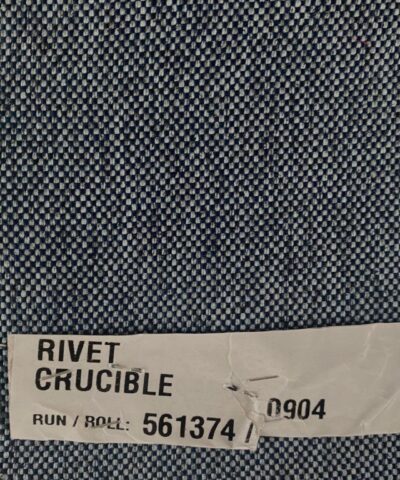 RIVET
CRUCIBLE
RUN / ROLL: 561374 / 0904